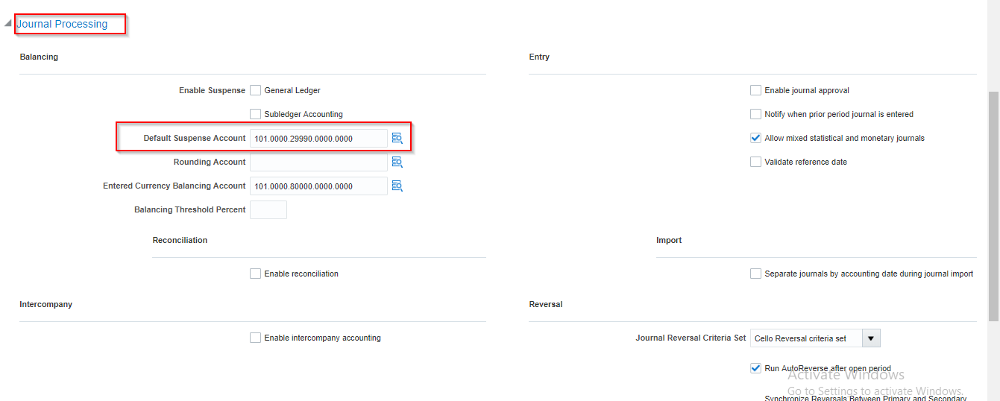 Journal Processing
Balancing
Enable Suspense General Ledger
Subledger Accounting
Default Suspense Account 101.0000.29990.0000.0000
Rounding Account
Entered Currency Balancing Account 101.0000.80000.0000.0000
Balancing Threshold Percent
Reconciliation
Enable reconciliation
Intercompany
Enable intercompany accounting
Entry
Enable journal approval
Notify when prior period journal is entered
Allow mixed statistical and monetary journals
Validate reference date
Import
Separate journals by accounting date during journal import
Reversal
Journal Reversal Criteria Set Cello Reversal criteria set
Run AutoReverse after open period
Activate Windows
Go to Settings to activate Windows.
Synchronize Reversals Between Primary and Secondary